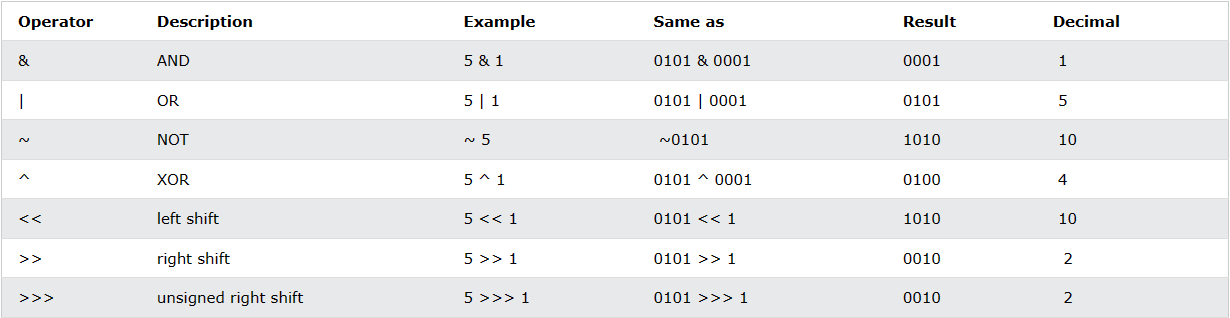 Operator Description Example Same as Result Decimal
& AND 5 & 1 0101 & 0001 0001 1
| OR 5 | 1 0101 | 0001 0101 5
~ NOT ~ 5 ~0101 1010 10
^ XOR 5 ^ 1 0101 ^ 0001 0100 4
<< left shift 5 << 1 0101 << 1 1010 10
>> right shift 5 >> 1 0101 >> 1 0010 2
>>> unsigned right shift 5 >>> 1 0101 >>> 1 0010 2